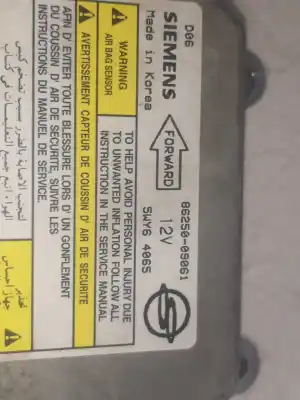 D06
SIEMENS
Made in Korea
FORWARD
86250-09061
12V
5WY6 4065
WARNING
AIR BAG SENSOR
TO HELP AVOID PERSONAL INJURY DUE
TO UNWANTED INFLATION FOLLOW ALL
INSTRUCTION IN THE SERVICE MANUAL
AVERTISSEMENT CAPTEUR DE COUSSIN D' AIR DE SECURITE
AFIN D' EVITER TOUTE BLESSURE LORS D' UN GONFLEMENT
DU COUSSIN D' AIR DE SECURITE, SUIVRE LES
INSTRUCTIONS DU MANUEL DE SERVICE.
تحذير
جهاز احساس